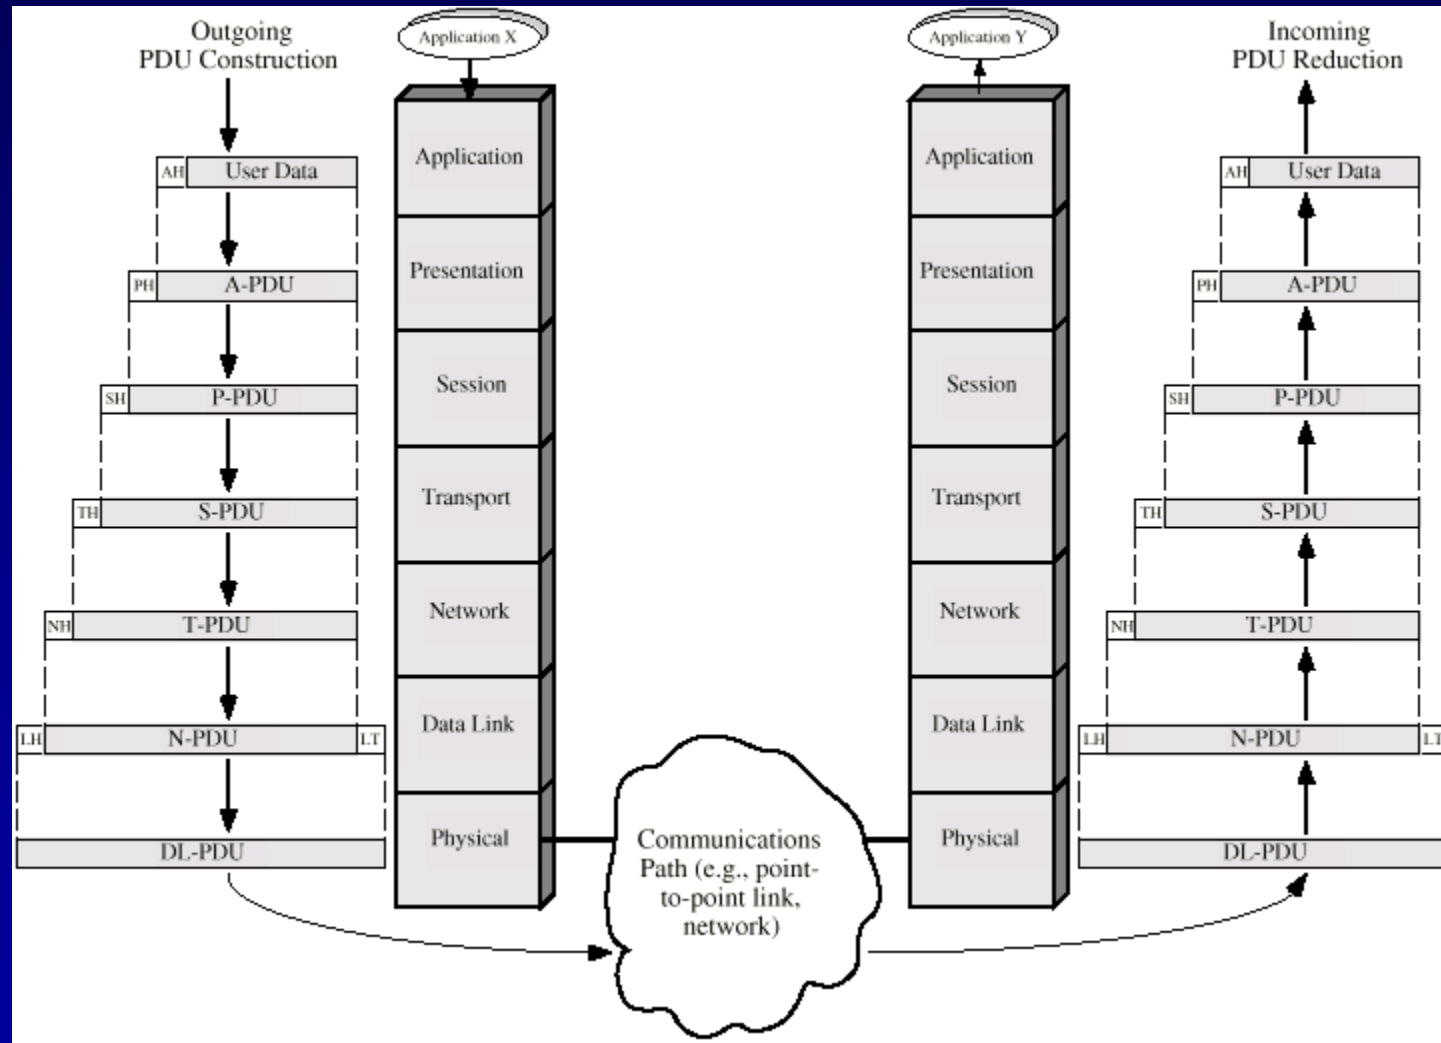 Outgoing
PDU Construction
Application X
Application Y
Incoming
PDU Reduction
AH User Data
PH A-PDU
SH P-PDU
TH S-PDU
NH T-PDU
LH N-PDU LT
DL-PDU
Application
Presentation
Session
Transport
Network
Data Link
Physical
Communications
Path (e.g., point-
to-point link,
network)
Application
Presentation
Session
Transport
Network
Data Link
Physical
AH User Data
PH A-PDU
SH P-PDU
TH S-PDU
NH T-PDU
LH N-PDU LT
DL-PDU